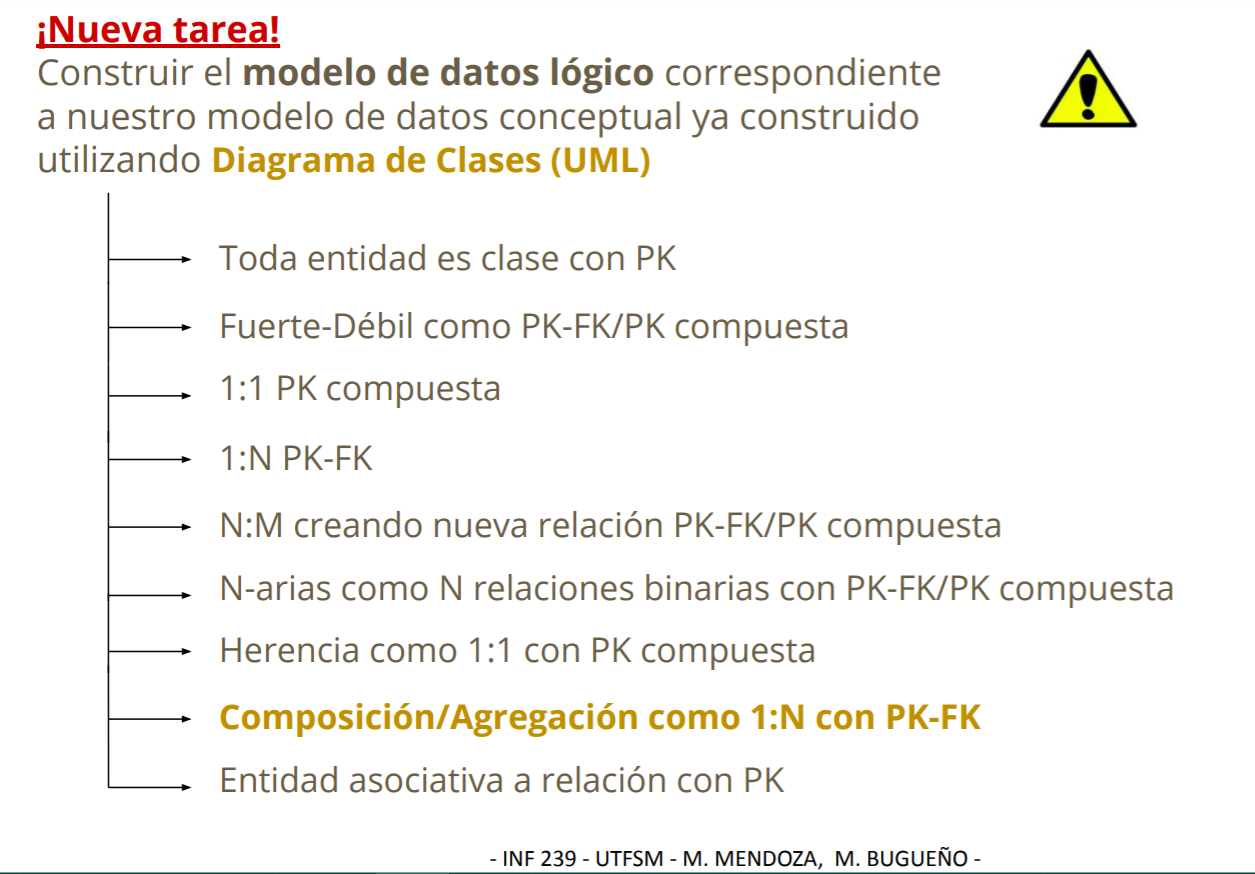 ¡Nueva tarea!
Construir el modelo de datos lógico correspondiente
a nuestro modelo de datos conceptual ya construido
utilizando Diagrama de Clases (UML)
Toda entidad es clase con PK
Fuerte-Débil como PK-FK/PK compuesta
1:1 PK compuesta
1:N PK-FK
N:M creando nueva relación PK-FK/PK compuesta
N-arias como N relaciones binarias con PK-FK/PK compuesta
Herencia como 1:1 con PK compuesta
Composición/Agregación como 1:N con PK-FK
Entidad asociativa a relación con PK
- INF 239 - UTFSM - M. MENDOZA, M. BUGUEÑO -